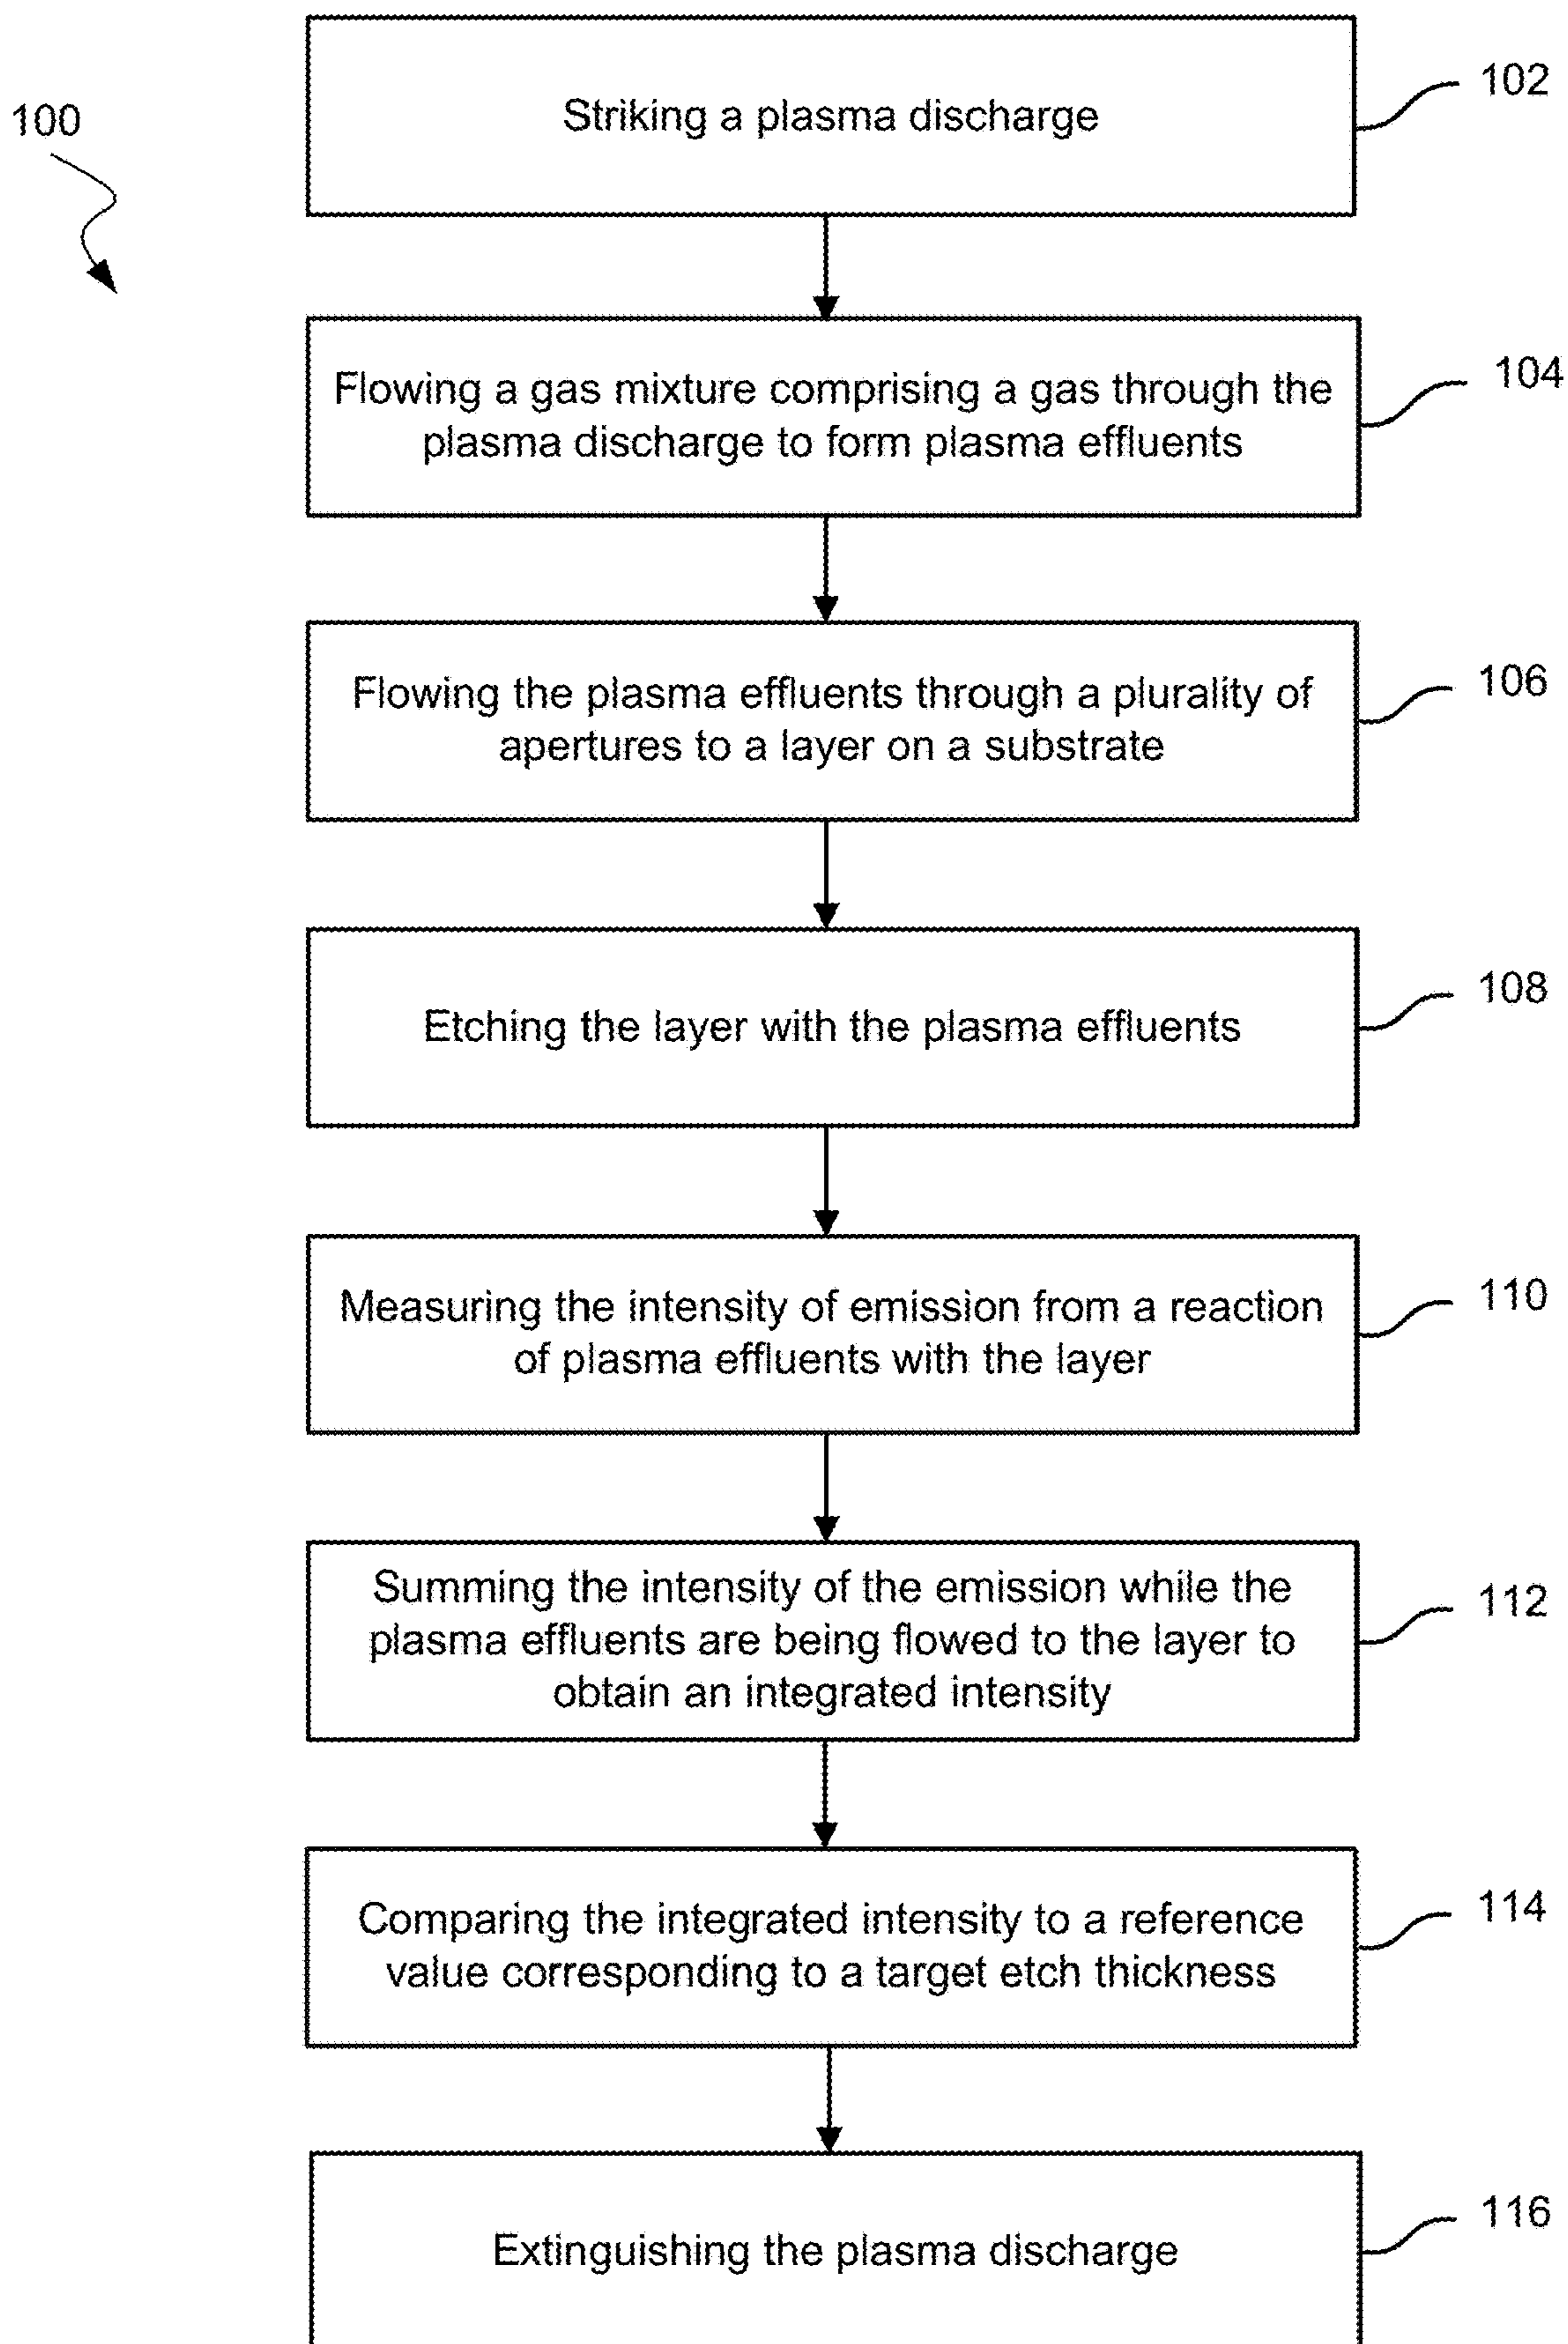 100
Striking a plasma discharge
102
Flowing a gas mixture comprising a gas through the
plasma discharge to form plasma effluents
104
Flowing the plasma effluents through a plurality of
apertures to a layer on a substrate
106
Etching the layer with the plasma effluents
108
Measuring the intensity of emission from a reaction
of plasma effluents with the layer
110
Summing the intensity of the emission while the
plasma effluents are being flowed to the layer to
obtain an integrated intensity
112
Comparing the integrated intensity to a reference
value corresponding to a target etch thickness
114
Extinguishing the plasma discharge
116